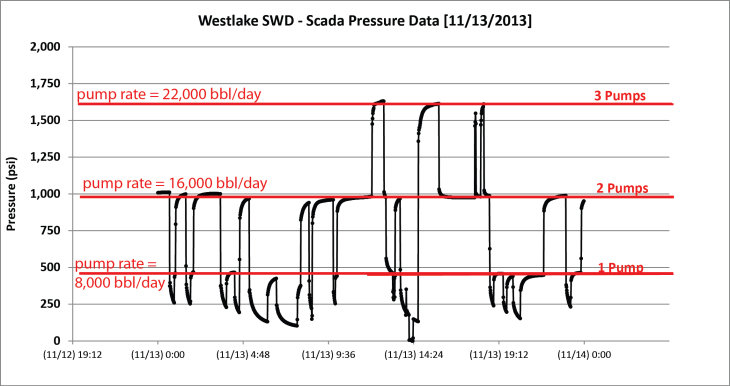 Westlake SWD - Scada Pressure Data [11/13/2013]
2,000
1,750
pump rate = 22,000 bbl/day
3 Pumps
1,500
1,250
Pressure (psi)
pump rate = 16,000 bbl/day
2 Pumps
1,000
750
pump rate =
8,000 bbl/day
1 Pump
500
250
0
(11/12) 19:12
(11/13) 0:00
(11/13) 4:48
(11/13) 9:36
(11/13) 14:24
(11/13) 19:12
(11/14) 0:00